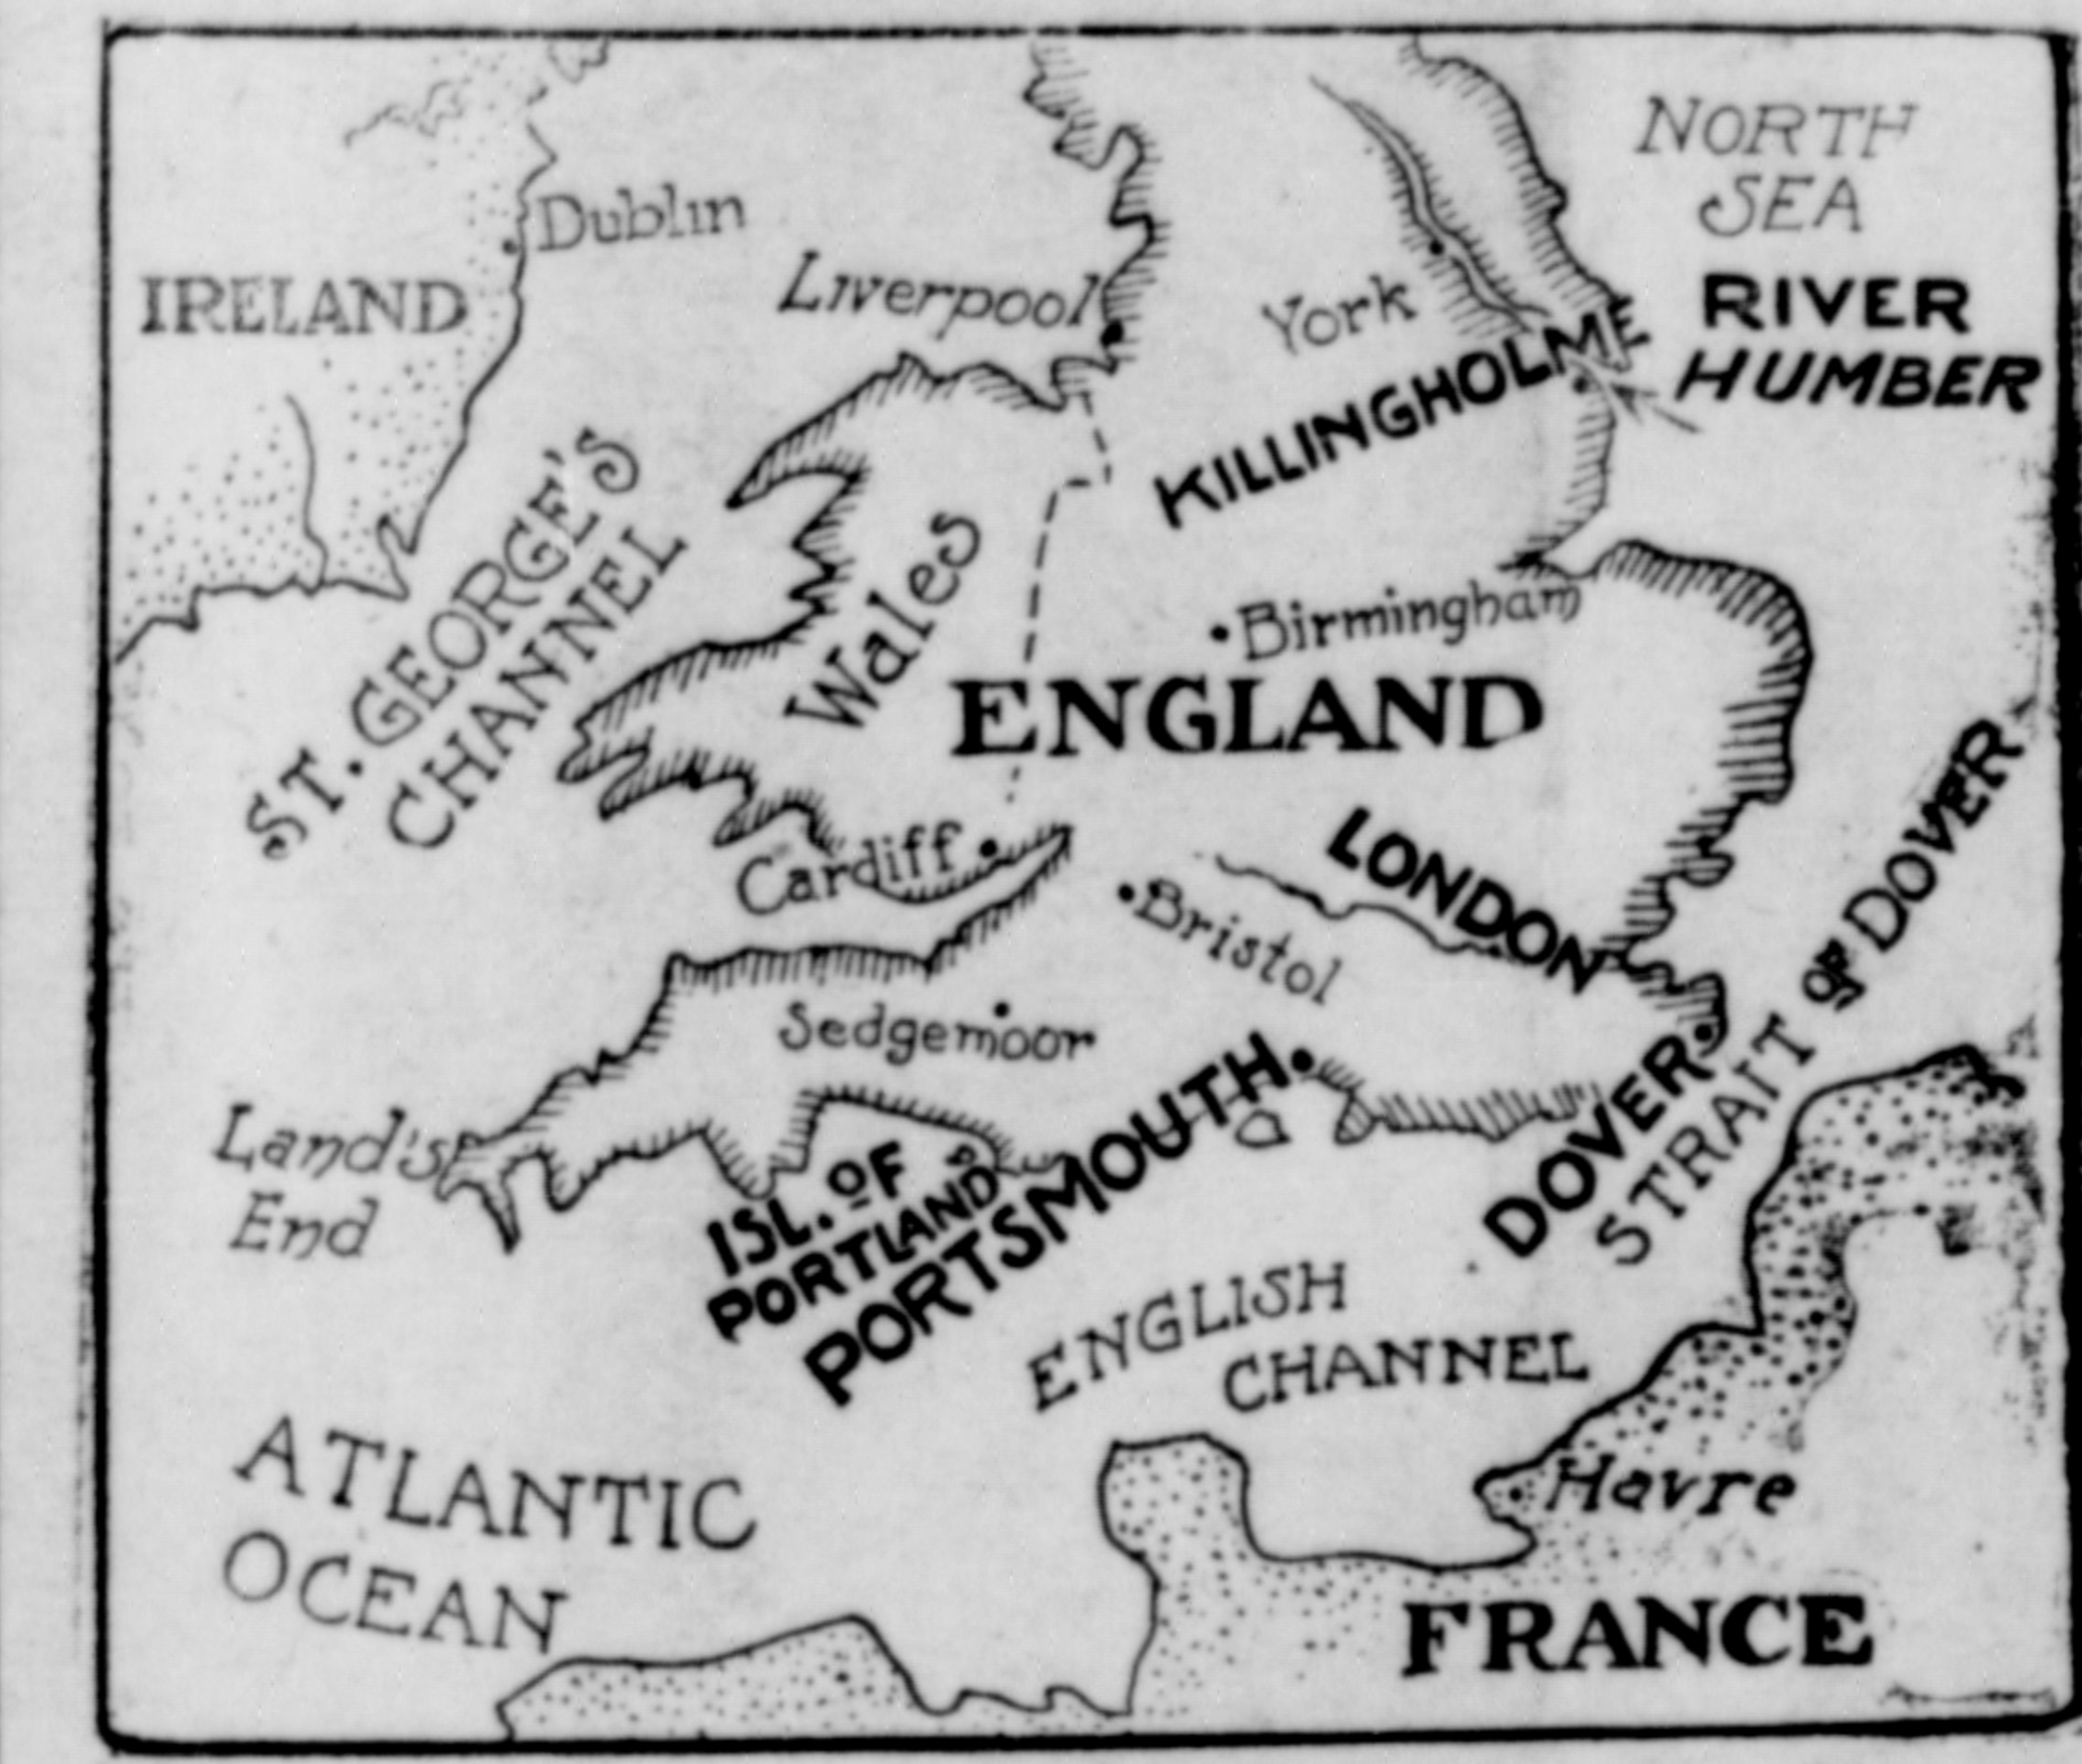 NORTH
SEA
Dublin
IRELAND
Liverpool
York
RIVER
HUMBER
KILLINGHOLME
ST. GEORGE'S
CHANNEL
Wales
Birmingham
ENGLAND
LONDON
Cardiff
Bristol
Sedgemoor
STRAIT OF DOVER
DOVER
Land's
End
ISL. OF
PORTLAND
PORTSMOUTH
ENGLISH
CHANNEL
ATLANTIC
OCEAN
Havre
FRANCE